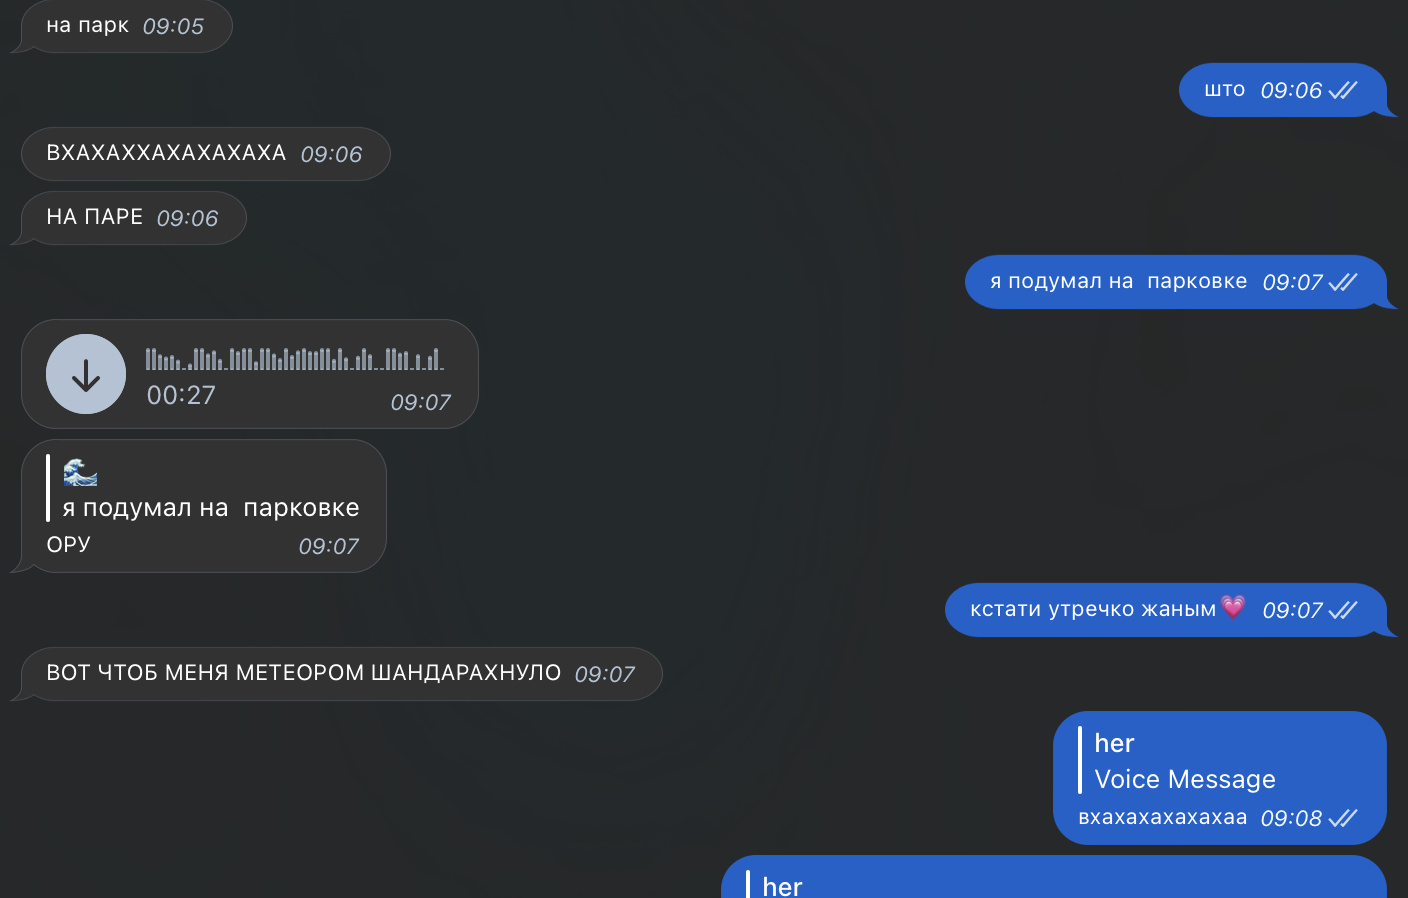 на парк 09:05
што 09:06
ВХАХАХХАХАХАХАХА 09:06
НА ПАРЕ 09:06
я подумал на  парковке 09:07
00:27 09:07
🌊
я подумал на  парковке
ОРУ 09:07
кстати утречко жаным💗 09:07
ВОТ ЧТОБ МЕНЯ МЕТЕОРОМ ШАНДАРАХНУЛО 09:07
her
Voice Message
вхахахахахахаа 09:08
her